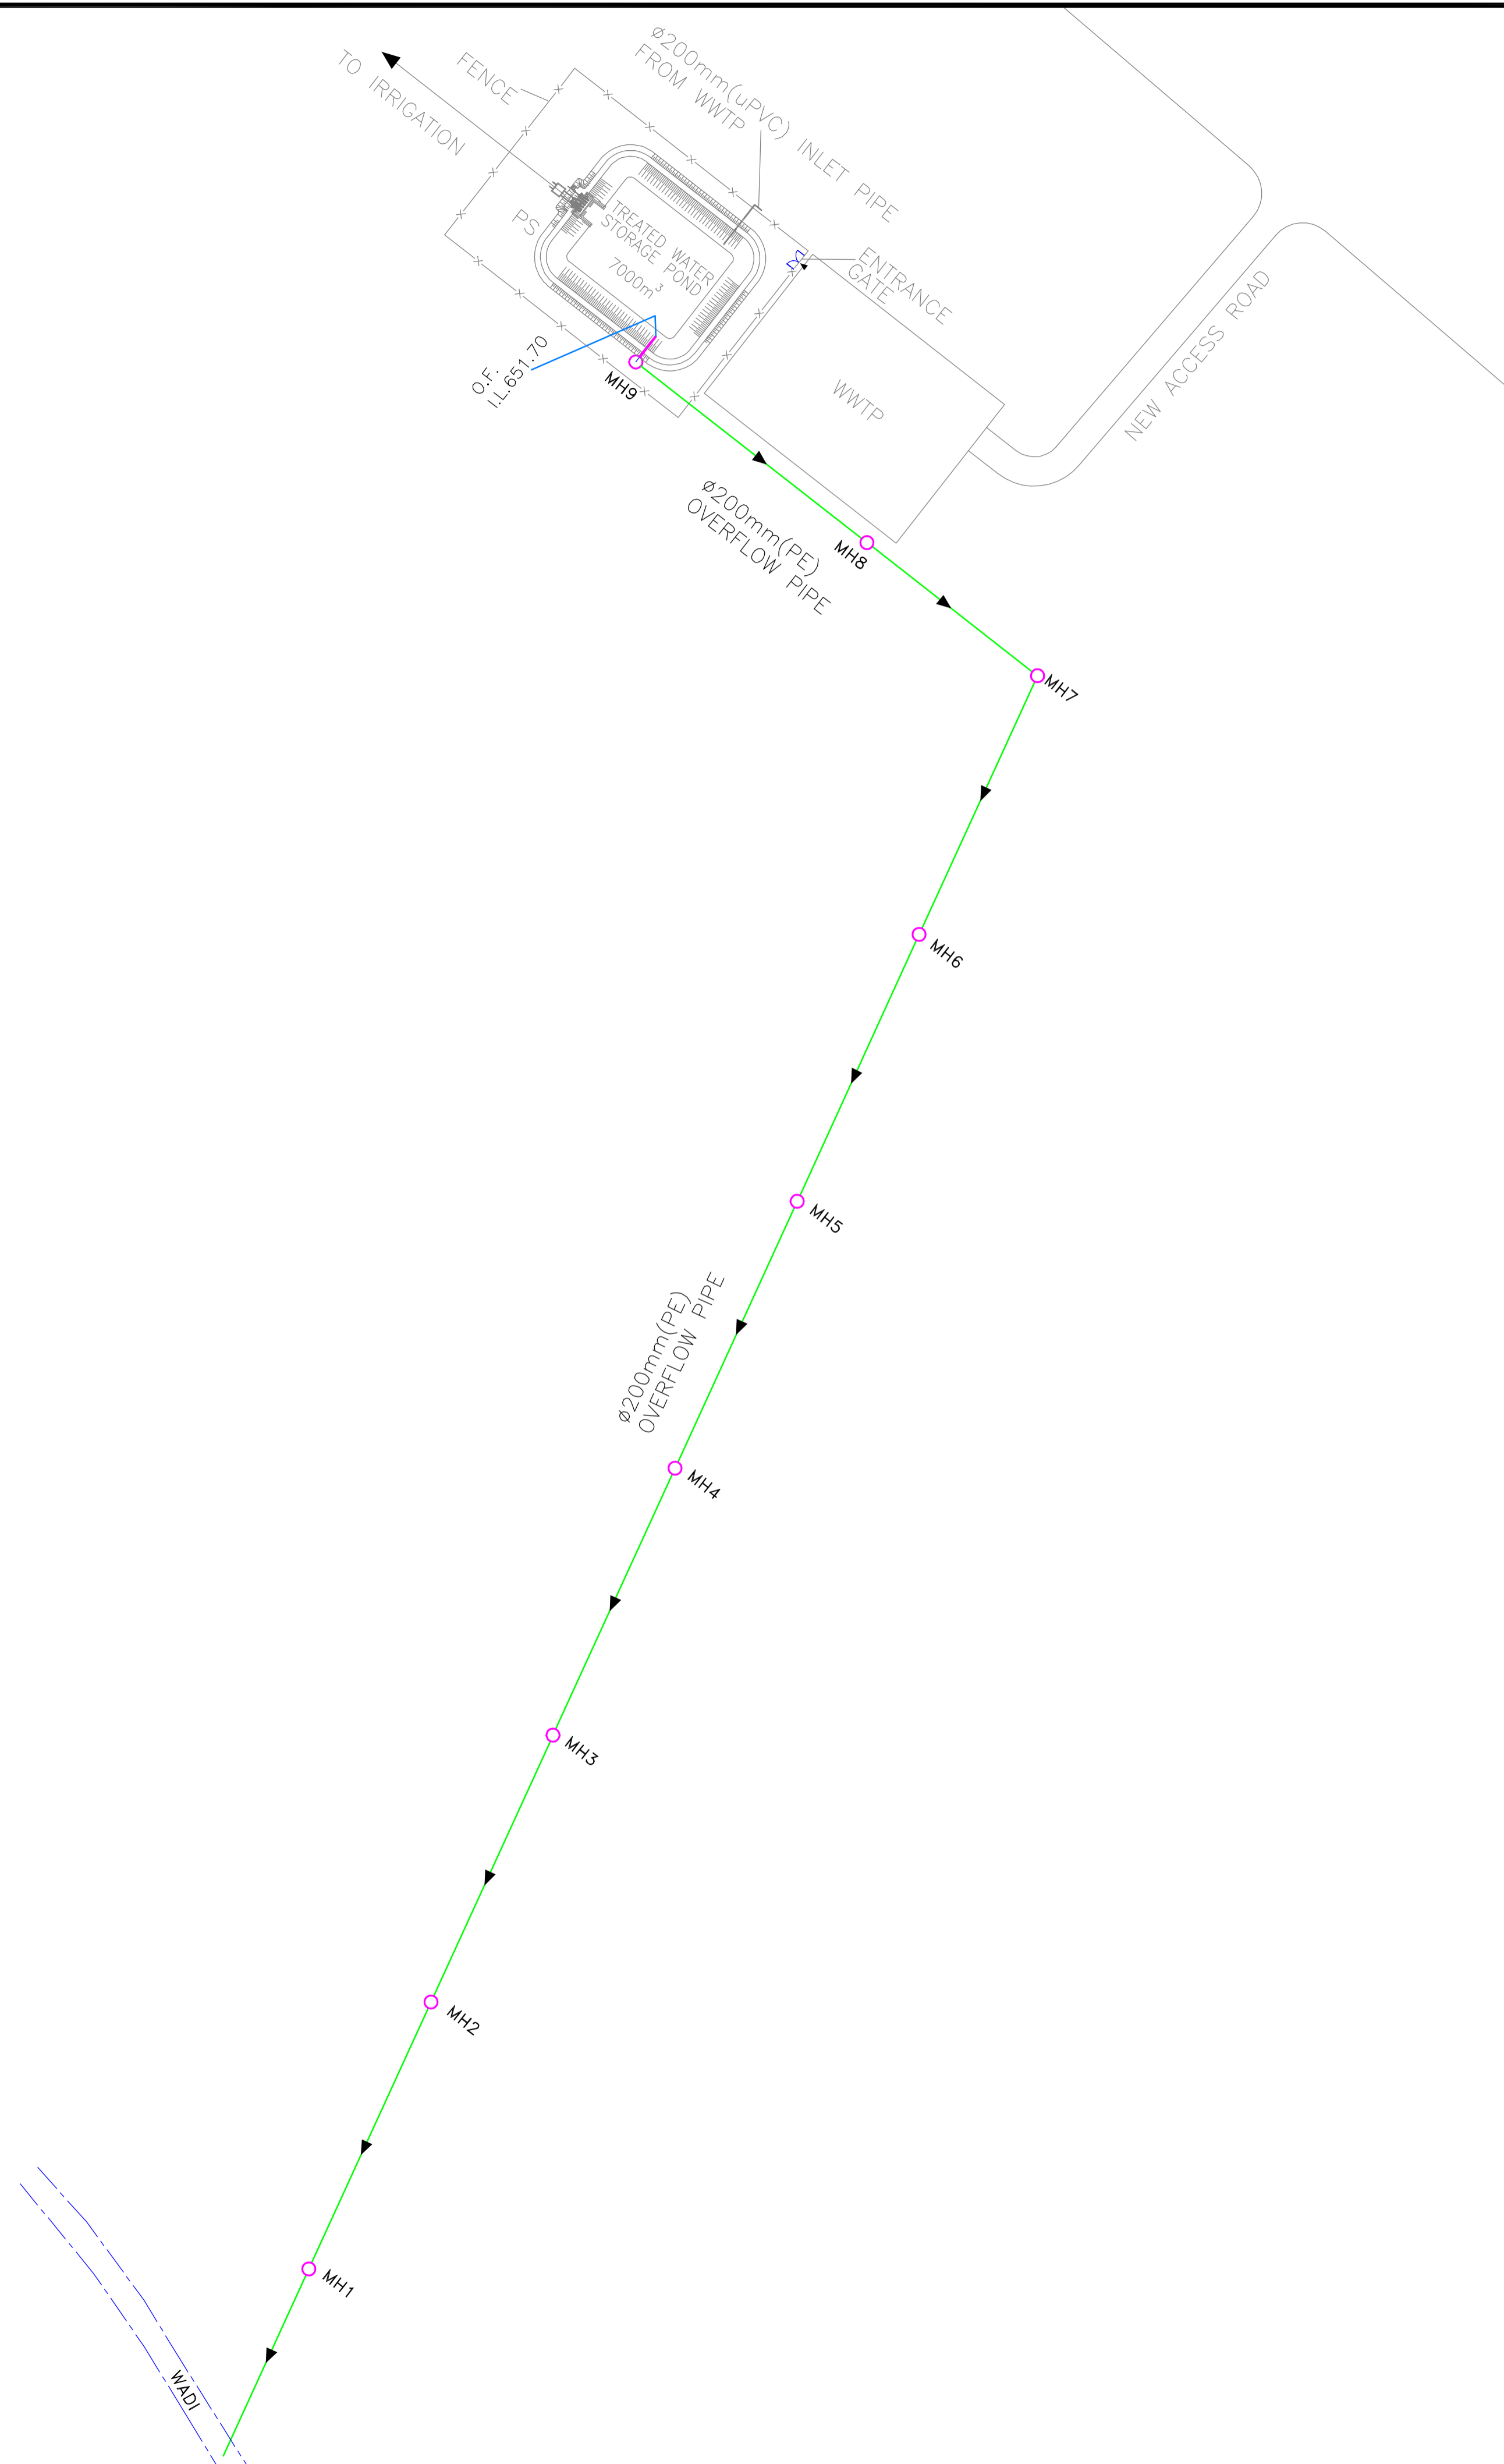 TO IRRIGATION
FENCE
Ø200mm(uPVC) INLET PIPE
FROM WWTP
PS
TREATED WATER
STORAGE POND
7000m³
ENTRANCE
GATE
NEW ACCESS ROAD
O.F.
I.L.651.70
MH9
WWTP
Ø200mm(PE)
OVERFLOW PIPE
MH8
MH7
MH6
MH5
Ø200mm(PE)
OVERFLOW PIPE
MH4
MH3
MH2
MH1
WADI